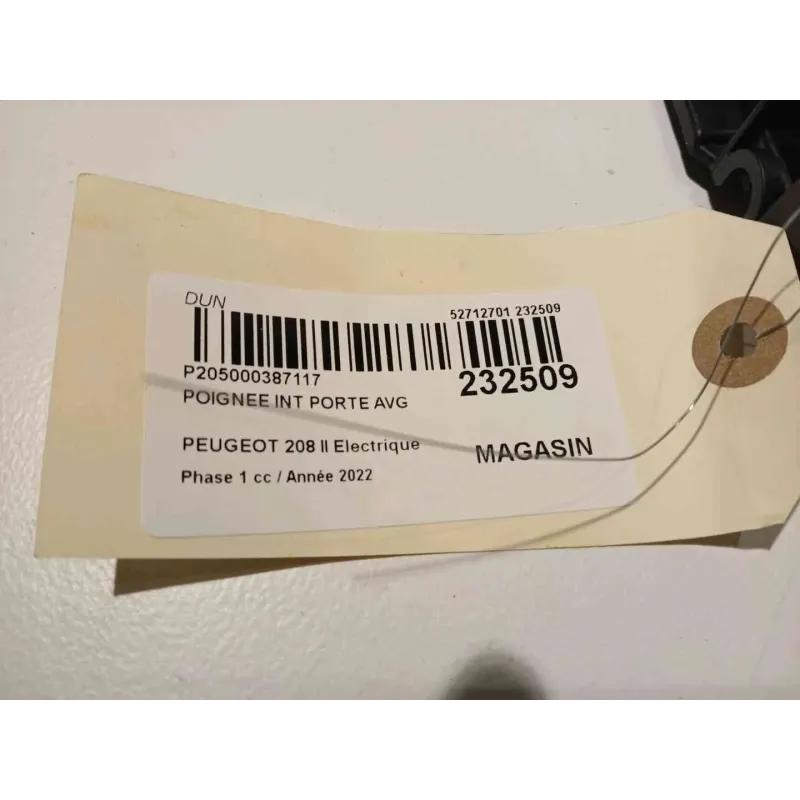 DUN
52712701 232509
P205000387117
232509
POIGNEE INT PORTE AVG
PEUGEOT 208 II Electrique
MAGASIN
Phase 1 cc / Année 2022